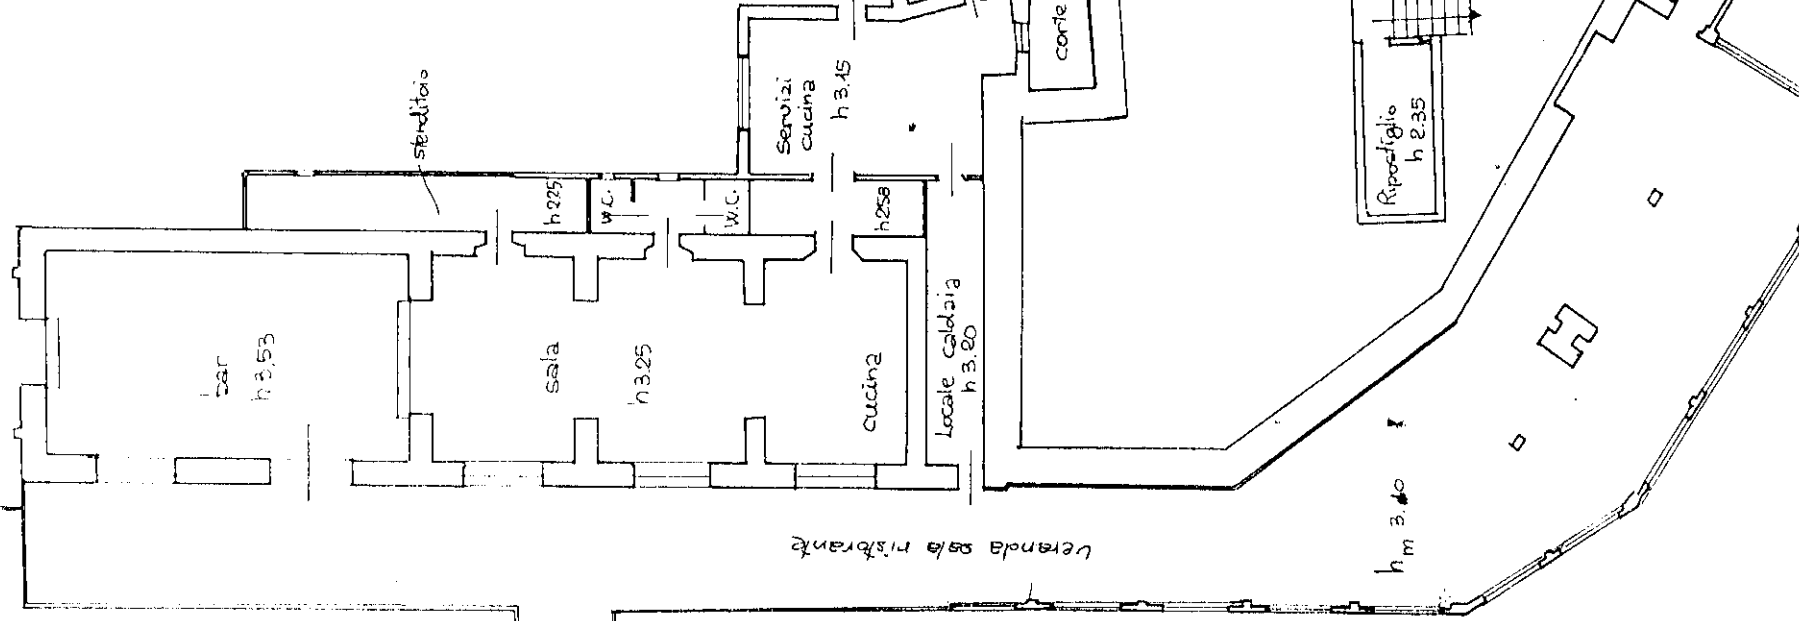 corte
servizi
cucina
h 3.15
stenditoio
Ripostiglio
h 2.35
h 2.25
W.C.
W.C.
h 2.58
bar
h 3.53
sala
h 3.25
cucina
Locale caldaia
h 3.20
veranda sala ristorante
hm 3.40